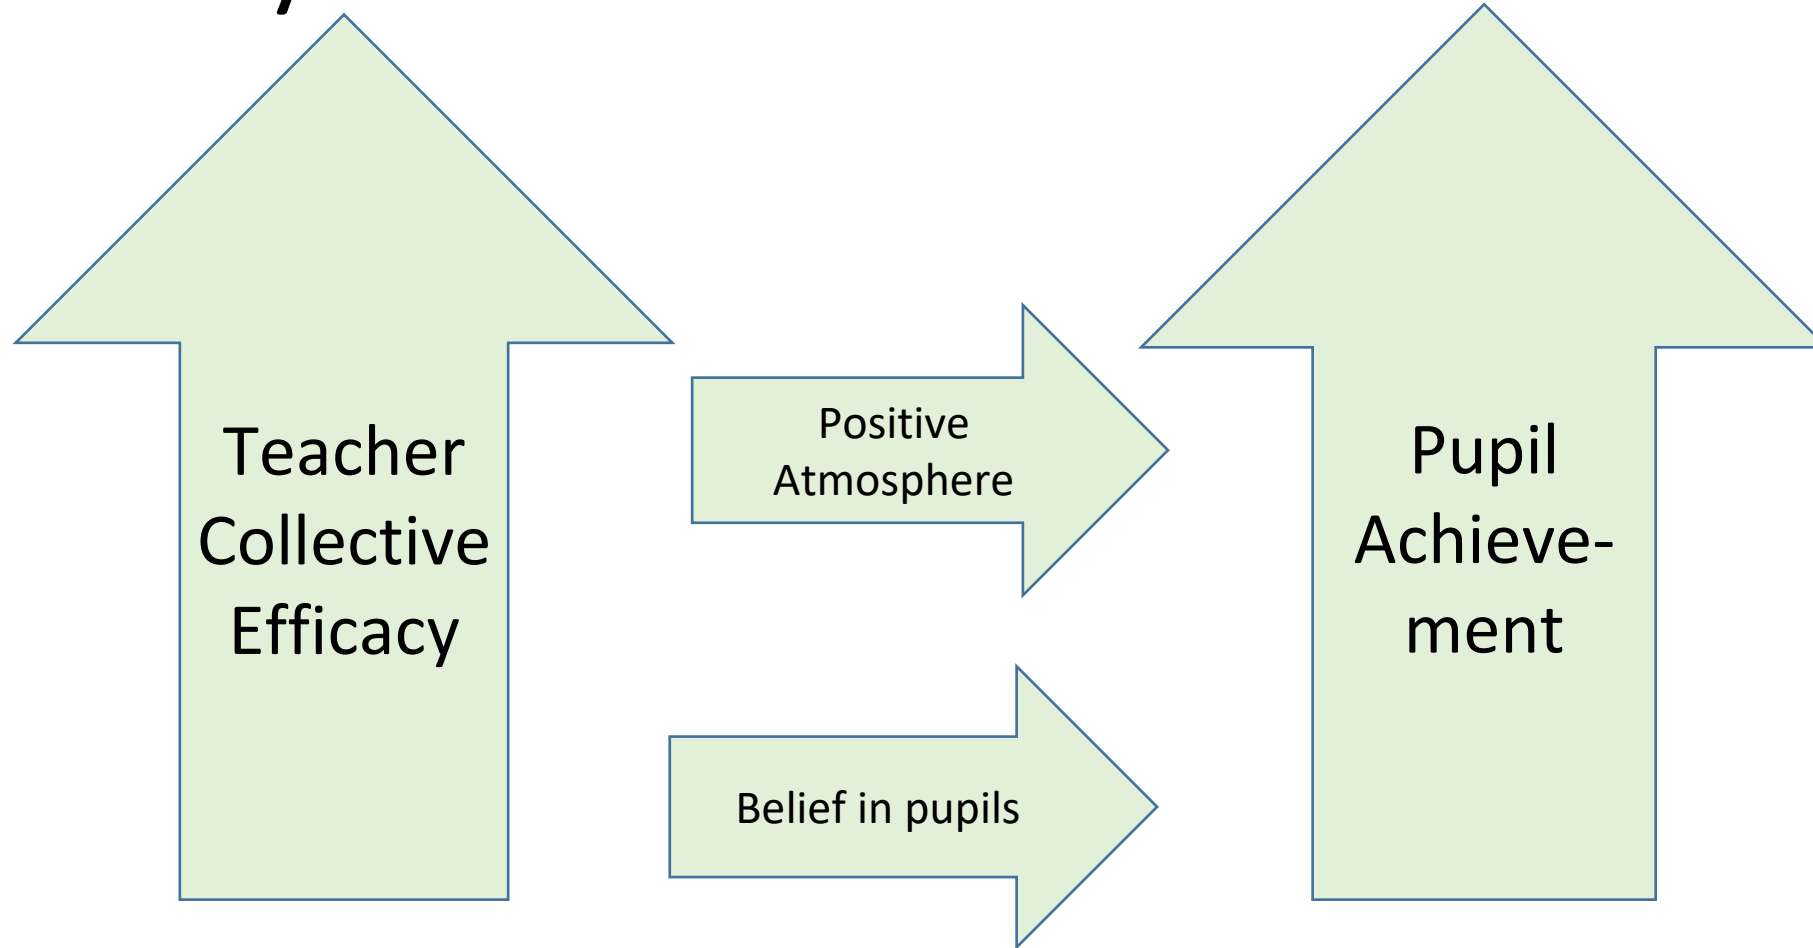 Teacher
Collective
Efficacy
Positive
Atmosphere
Belief in pupils
Pupil
Achieve-
ment